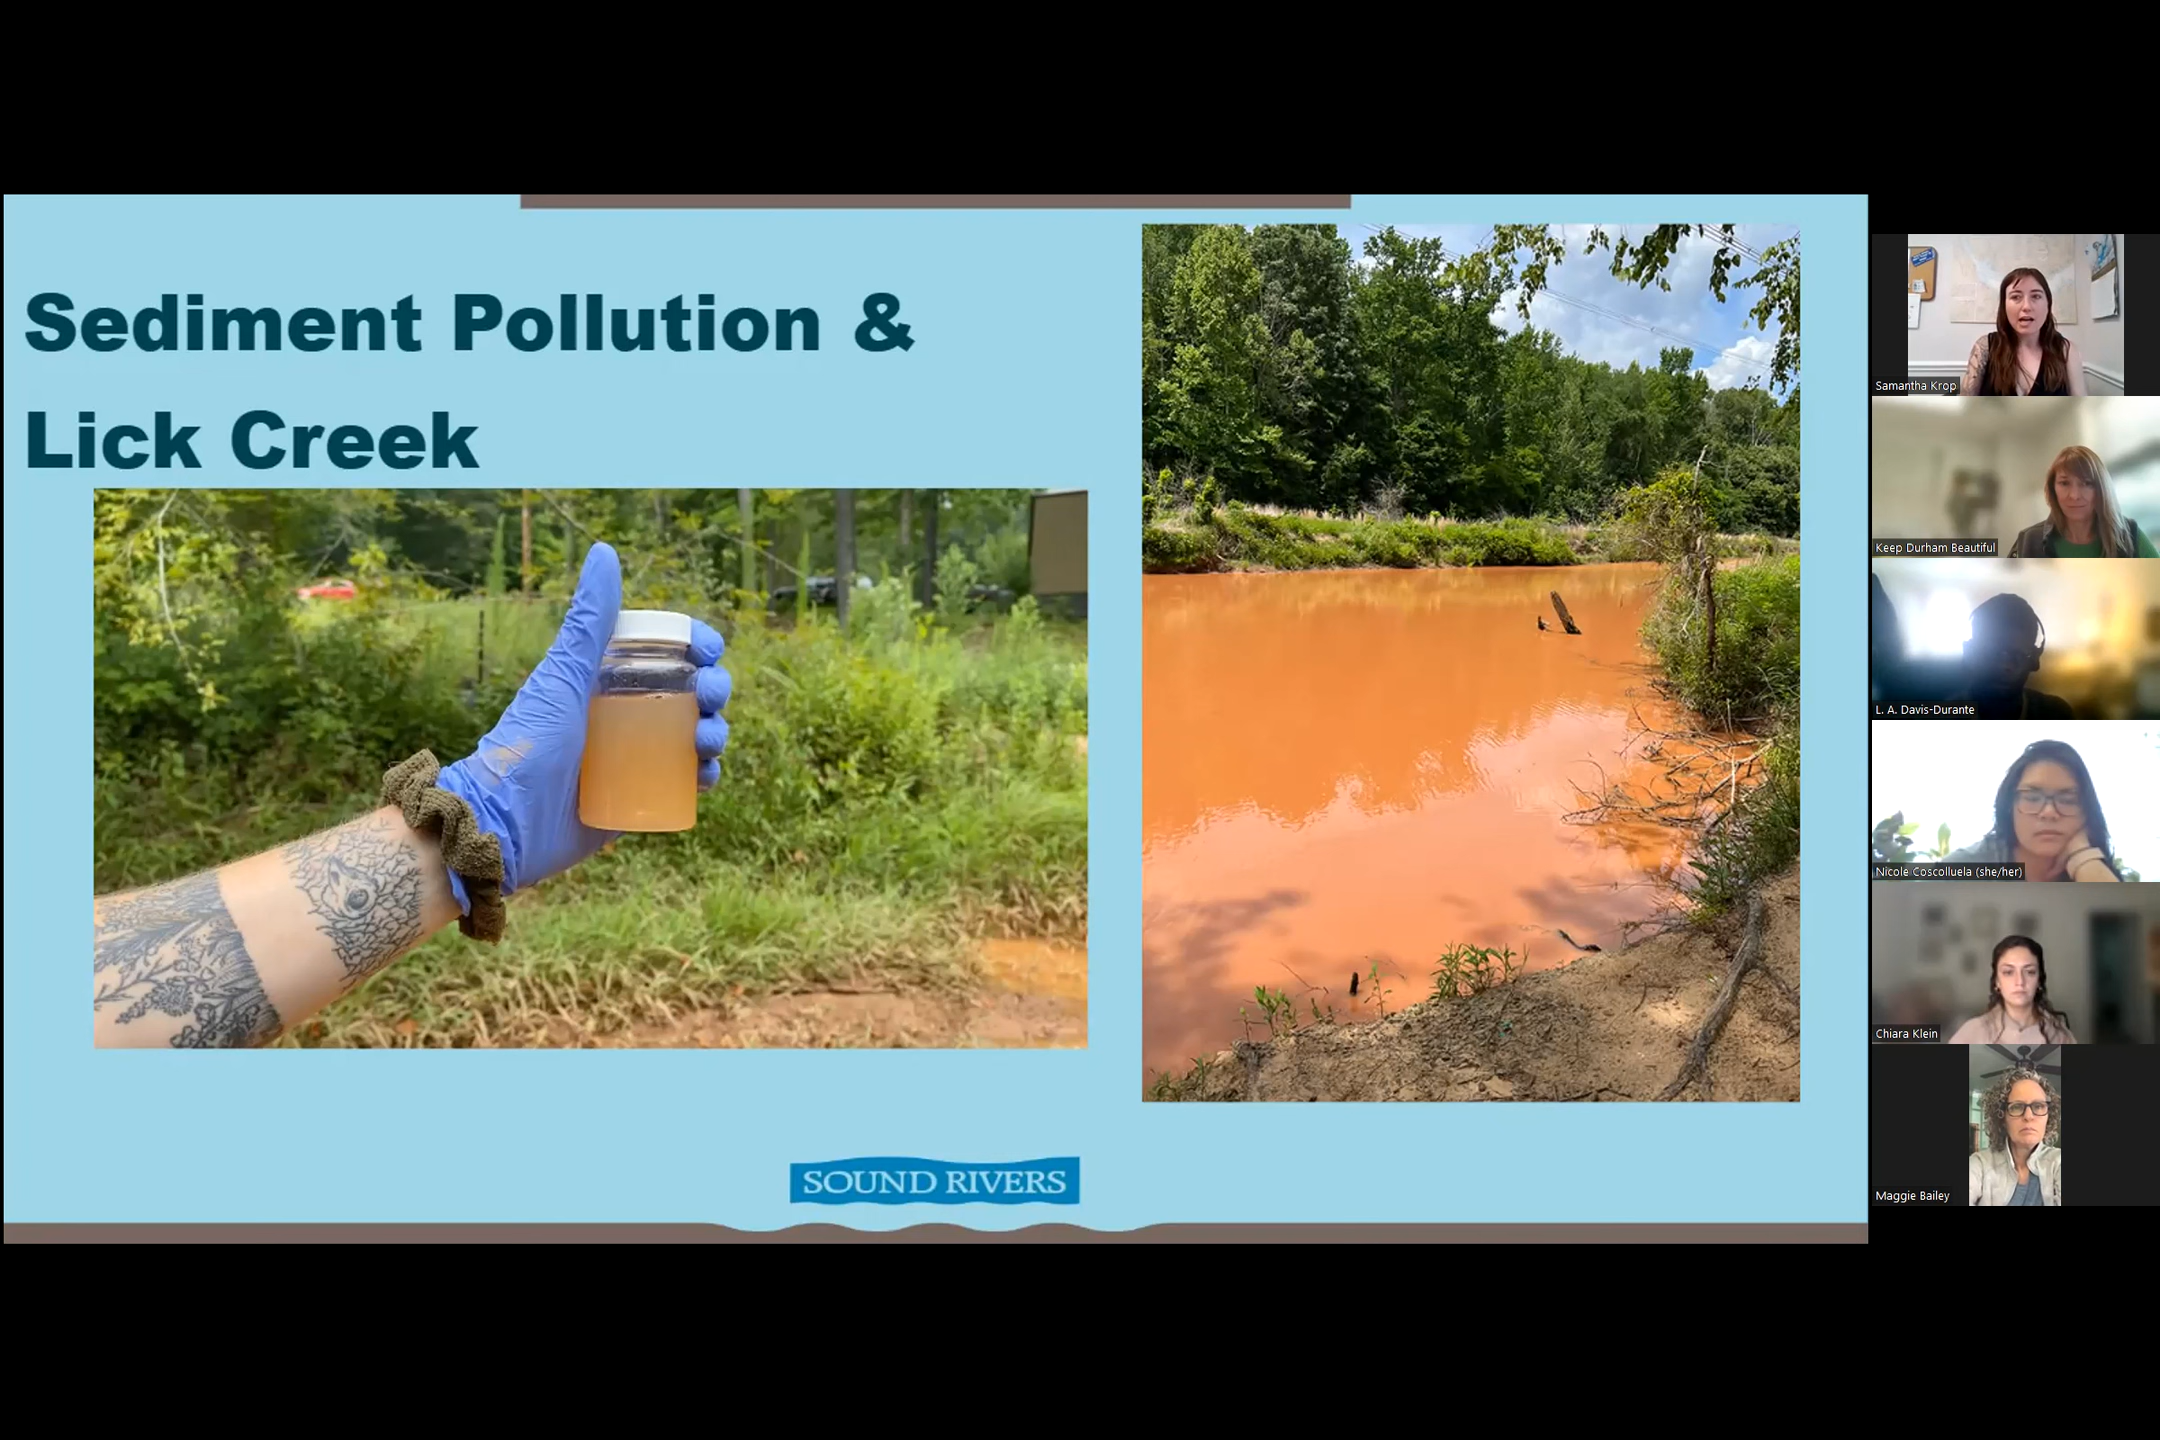 Sediment Pollution &
Lick Creek
SOUND RIVERS
Samantha Krop
Keep Durham Beautiful
L. A. Davis-Durante
Nicole Coscolluela (she/her)
Chiara Klein
Maggie Bailey